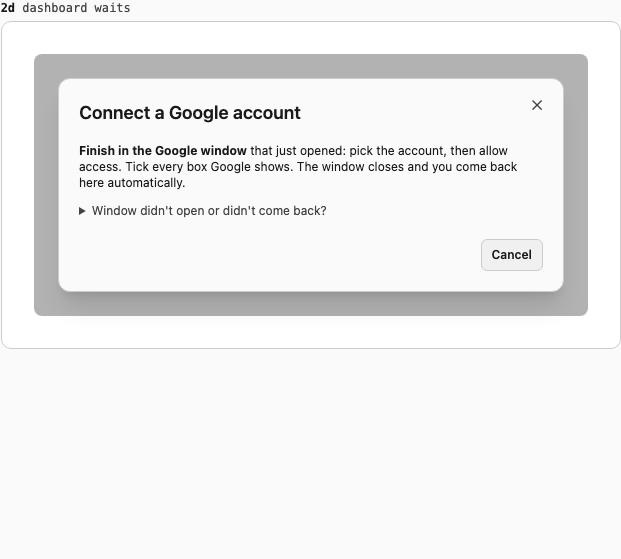 2d dashboard waits
Connect a Google account
Finish in the Google window that just opened: pick the account, then allow
access. Tick every box Google shows. The window closes and you come back
here automatically.
Window didn't open or didn't come back?
Cancel